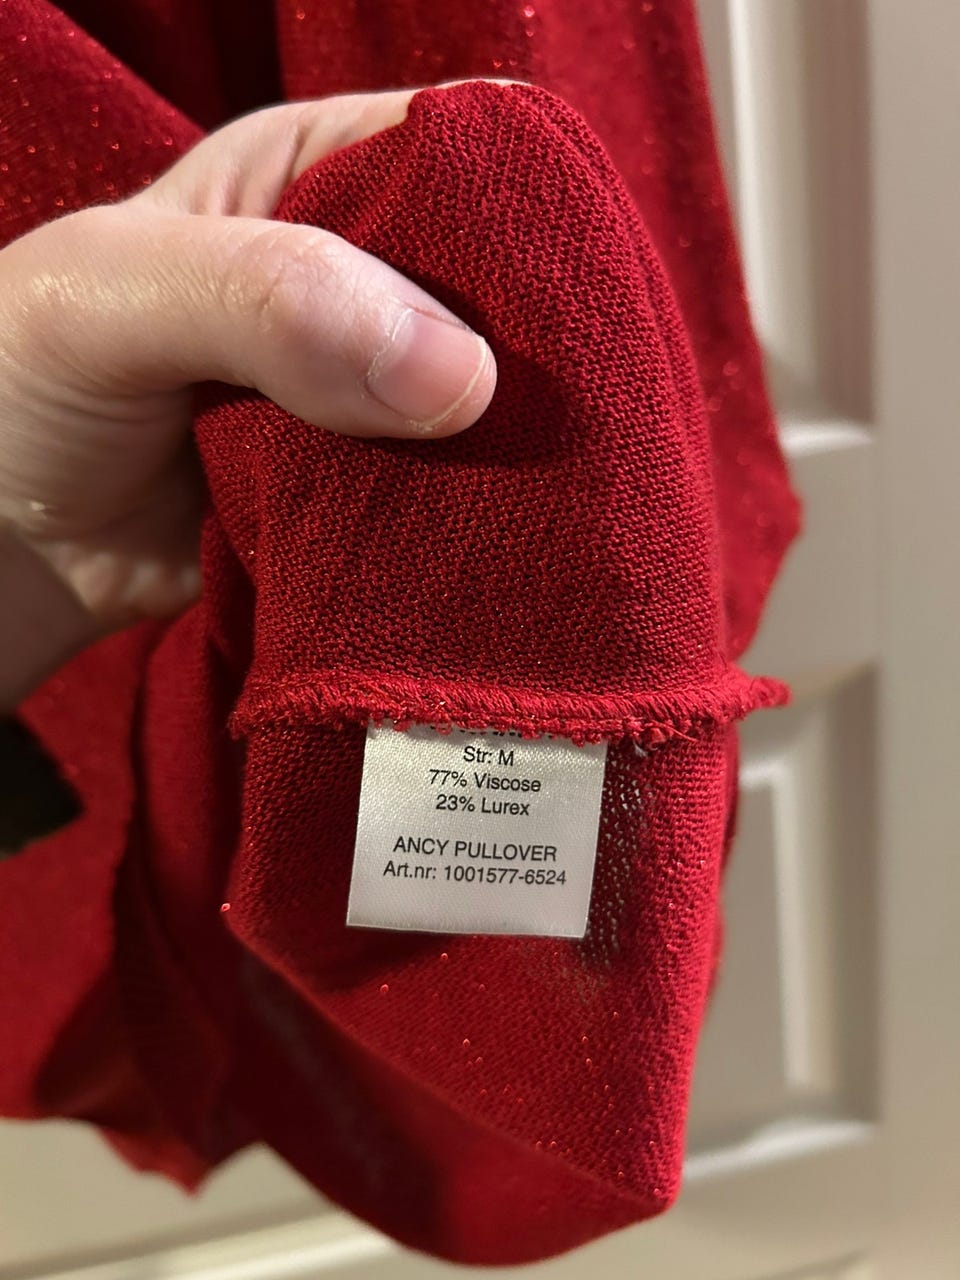 Str: M
77% Viscose
23% Lurex
ANCY PULLOVER
Art.nr: 1001577-6524